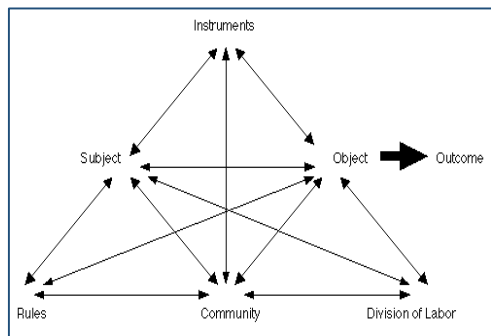 Instruments
Subject
Object
Outcome
Rules
Community
Division of Labor